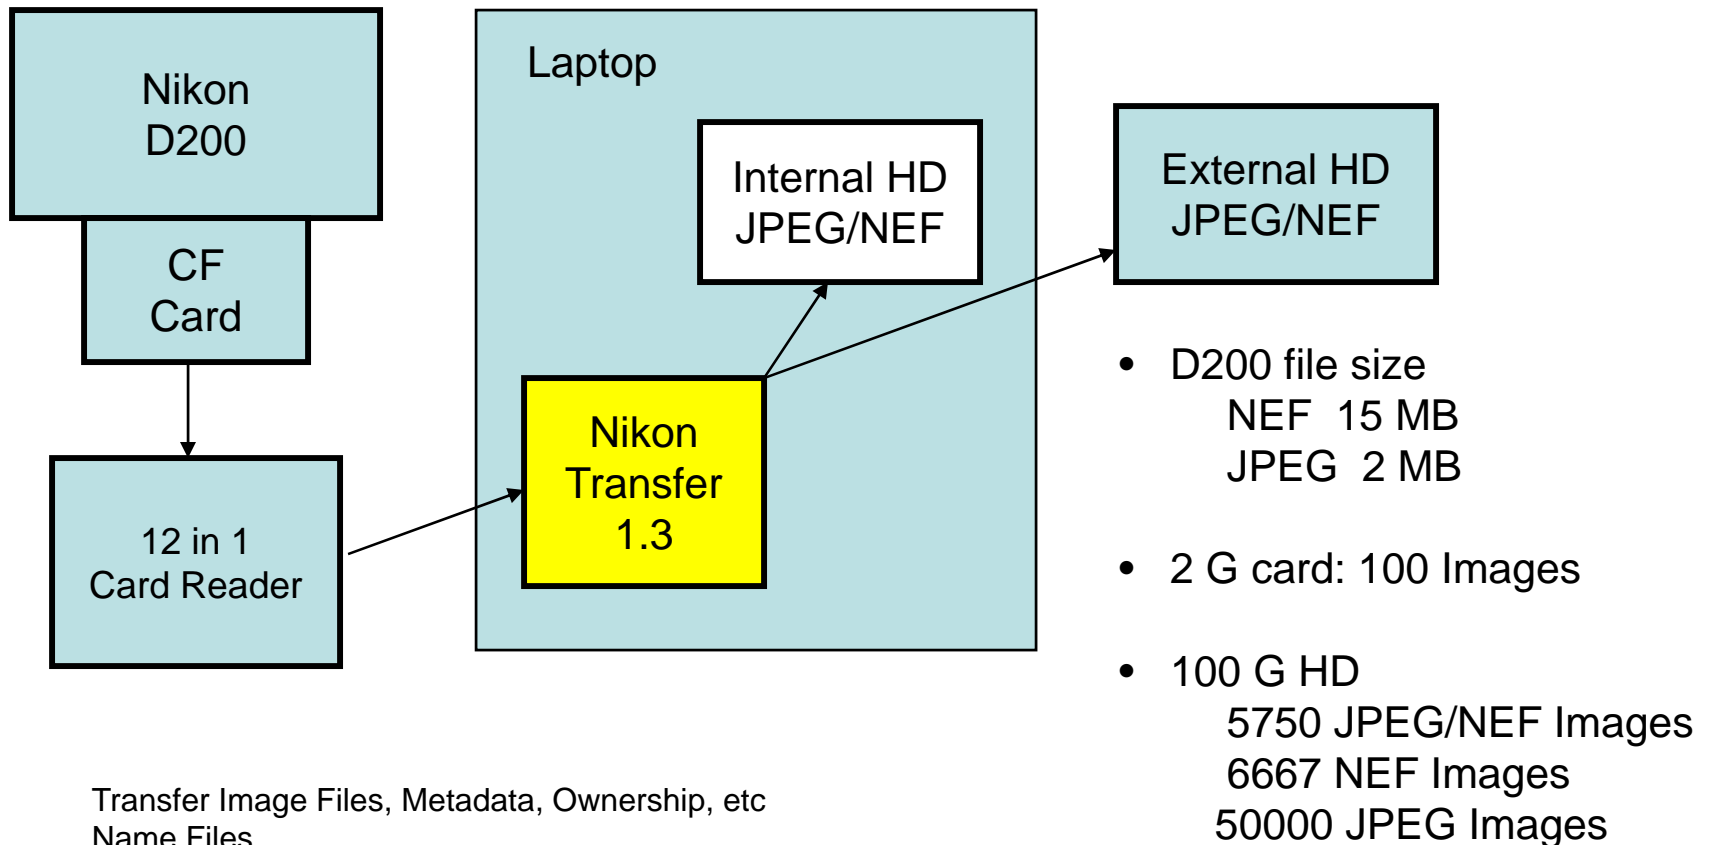 Nikon
D200
CF
Card
12 in 1
Card Reader
Laptop
Internal HD
JPEG/NEF
Nikon
Transfer
1.3
External HD
JPEG/NEF
• D200 file size
NEF 15 MB
JPEG 2 MB
• 2 G card: 100 Images
• 100 G HD
5750 JPEG/NEF Images
6667 NEF Images
50000 JPEG Images
Transfer Image Files, Metadata, Ownership, etc
Name Files